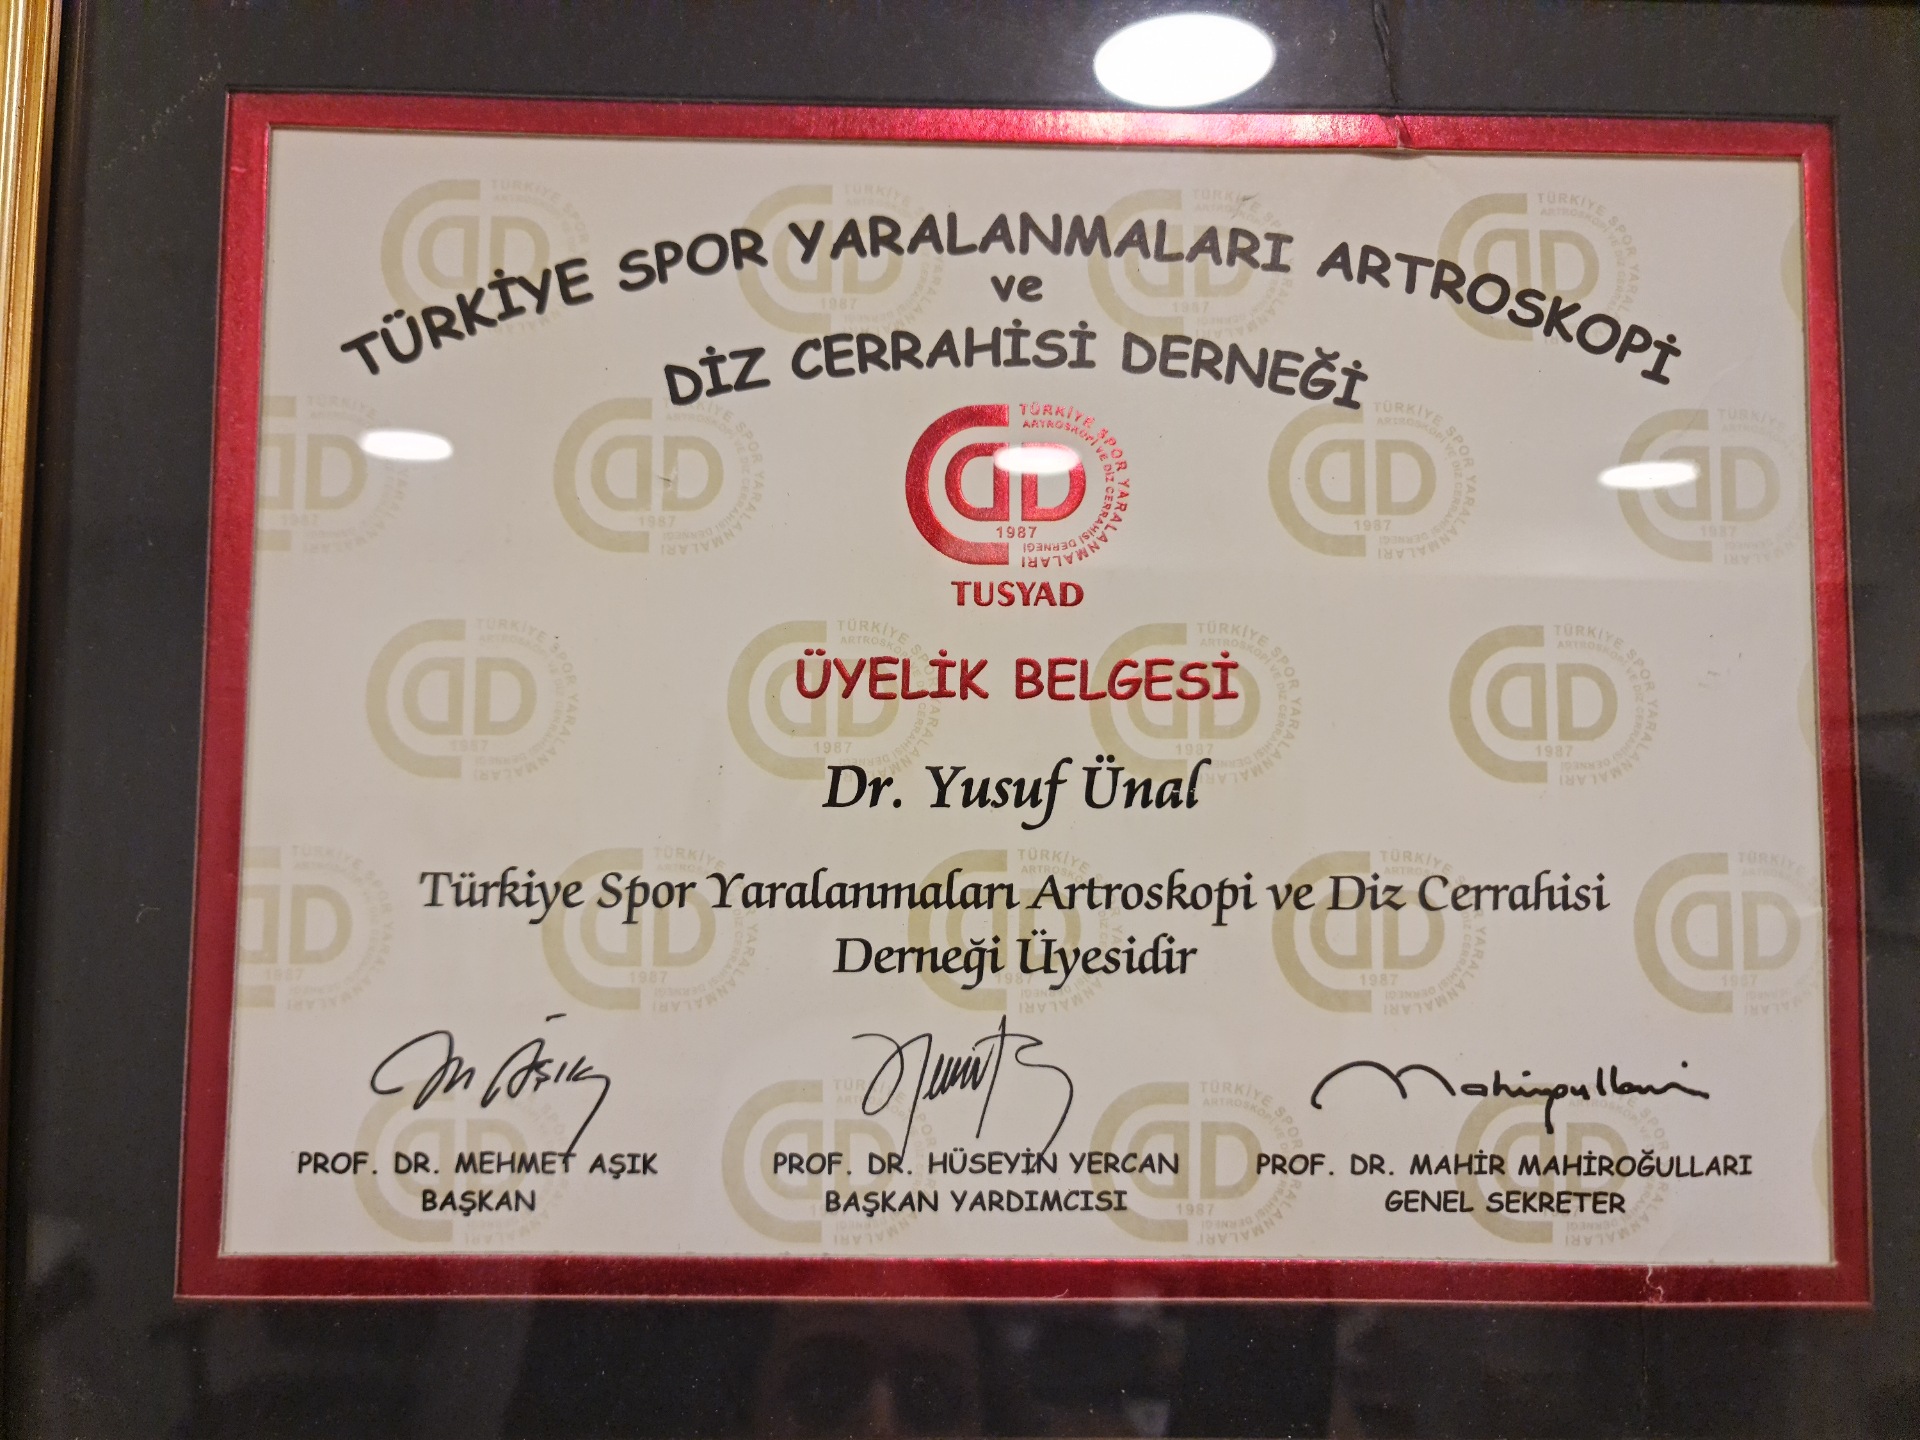 TÜRKİYE SPOR YARALANMALARI ARTROSKOPİ
ve
DİZ CERRAHİSİ DERNEĞİ
TÜRKİYE SPOR YARALANMALARI
ARTROSKOPİ VE DİZ CERRAHİSİ DERNEĞİ
1987
TUSYAD
ÜYELİK BELGESİ
Dr. Yusuf Ünal
Türkiye Spor Yaralanmaları Artroskopi ve Diz Cerrahisi
Derneği Üyesidir
M Aşık
Mahiroğulları
PROF. DR. MEHMET AŞIK
BAŞKAN
PROF. DR. HÜSEYİN YERCAN
BAŞKAN YARDIMCISI
PROF. DR. MAHİR MAHİROĞULLARI
GENEL SEKRETER